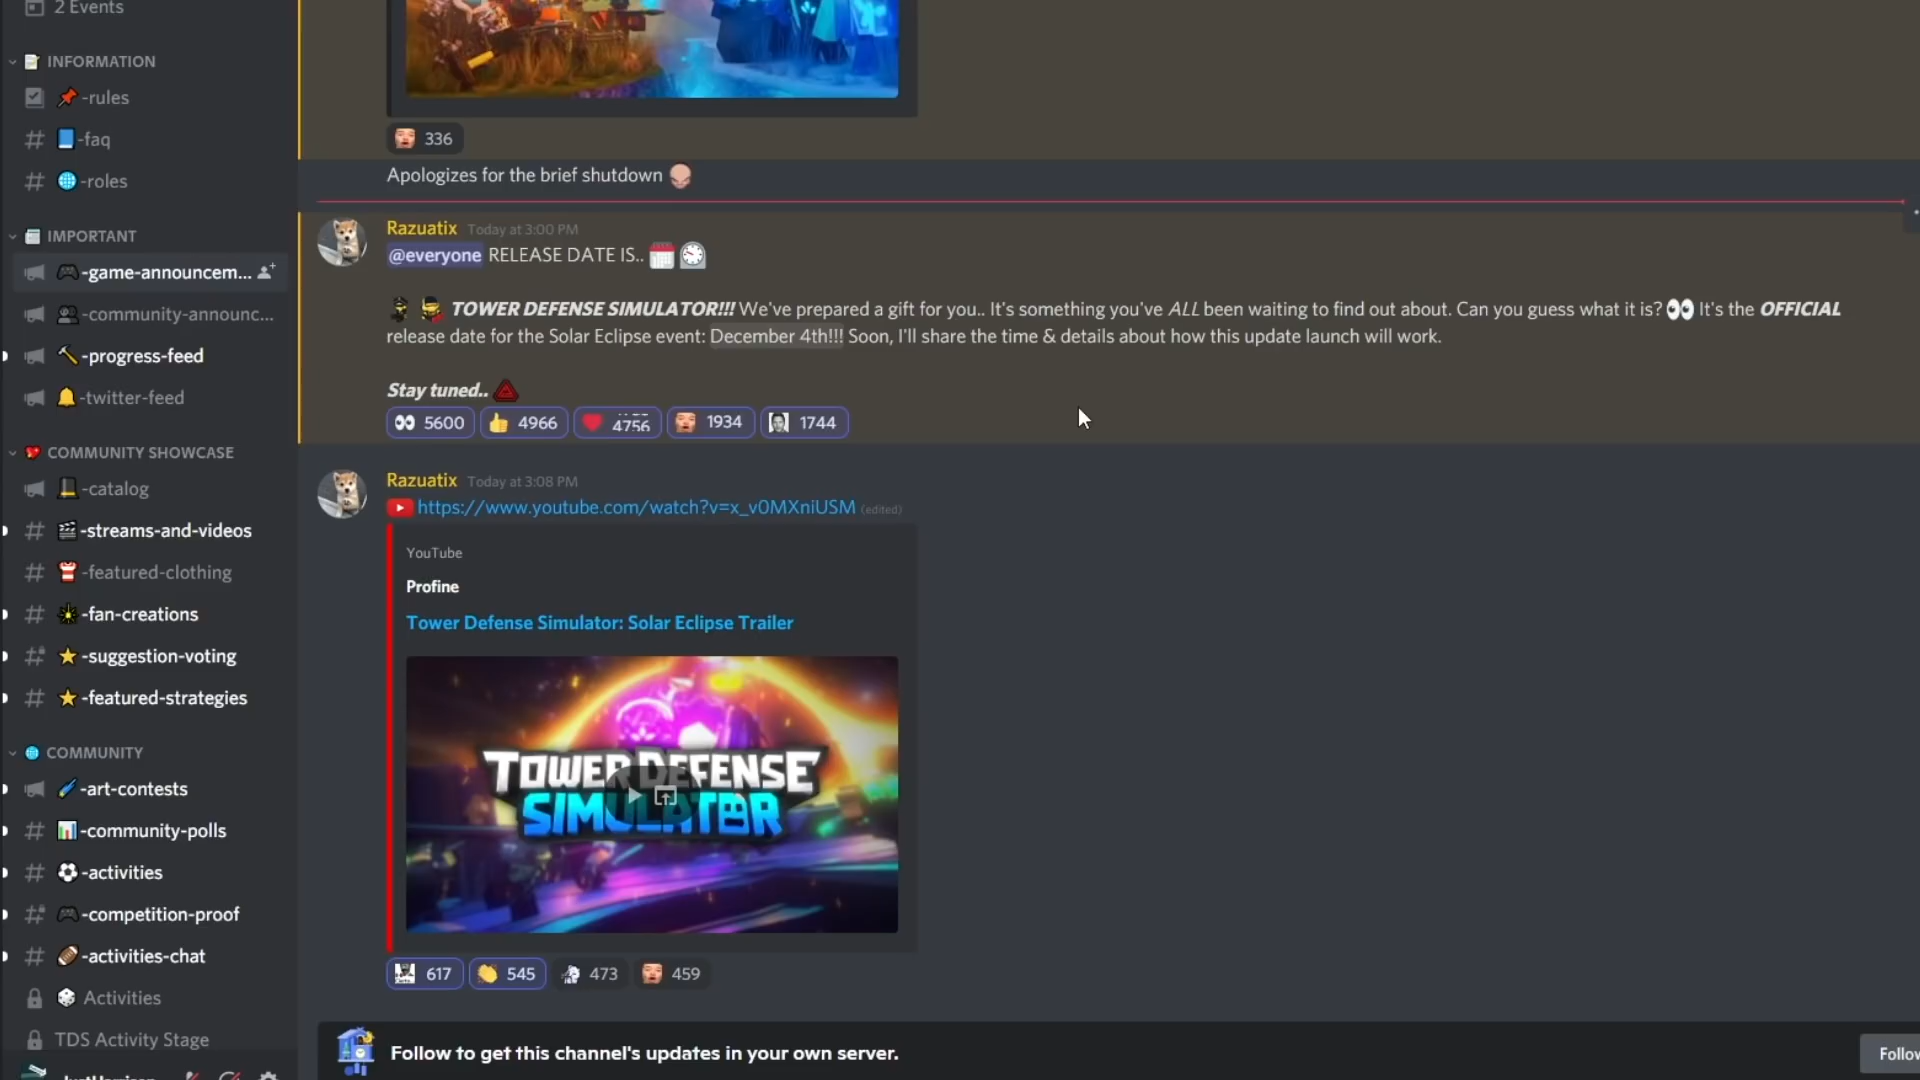 2 Events
INFORMATION
-rules
-faq
-roles
IMPORTANT
-game-announcem...
-community-announc...
-progress-feed
-twitter-feed
COMMUNITY SHOWCASE
-catalog
-streams-and-videos
-featured-clothing
-fan-creations
-suggestion-voting
-featured-strategies
COMMUNITY
-art-contests
-community-polls
-activities
-competition-proof
-activities-chat
Activities
TDS Activity Stage
336
Apologizes for the brief shutdown
Razuatix Today at 3:00 PM
@everyone RELEASE DATE IS..
TOWER DEFENSE SIMULATOR!!! We've prepared a gift for you.. It's something you've ALL been waiting to find out about. Can you guess what it is? It's the OFFICIAL
release date for the Solar Eclipse event: December 4th!!! Soon, I'll share the time & details about how this update launch will work.
Stay tuned..
5600 4966 4756 1934 1744
Razuatix Today at 3:08 PM
https://www.youtube.com/watch?v=x_v0MXniUSM (edited)
YouTube
Profine
Tower Defense Simulator: Solar Eclipse Trailer
TOWER DEFENSE
SIMULATOR
617 545 473 459
Follow to get this channel's updates in your own server.
Follow